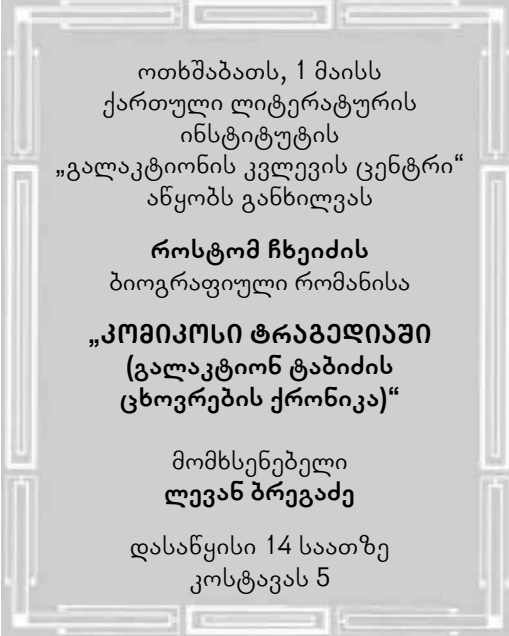 ოთხშაბათს, 1 მაისს
ქართული ლიტერატურის
ინსტიტუტის
„გალაკტიონის კვლევის ცენტრი“
აწყობს განხილვას
როსტომ ჩხეიძის
ბიოგრაფიული რომანისა
„ᲙᲝᲛᲘᲙᲝᲡᲘ ᲢᲠᲐᲒᲔᲓᲘᲐᲨᲘ
(გალაკტიონ ტაბიძის
ცხოვრების ქრონიკა)“
მომხსენებელი
ლევან ბრეგაძე
დასაწყისი 14 საათზე
კოსტავას 5